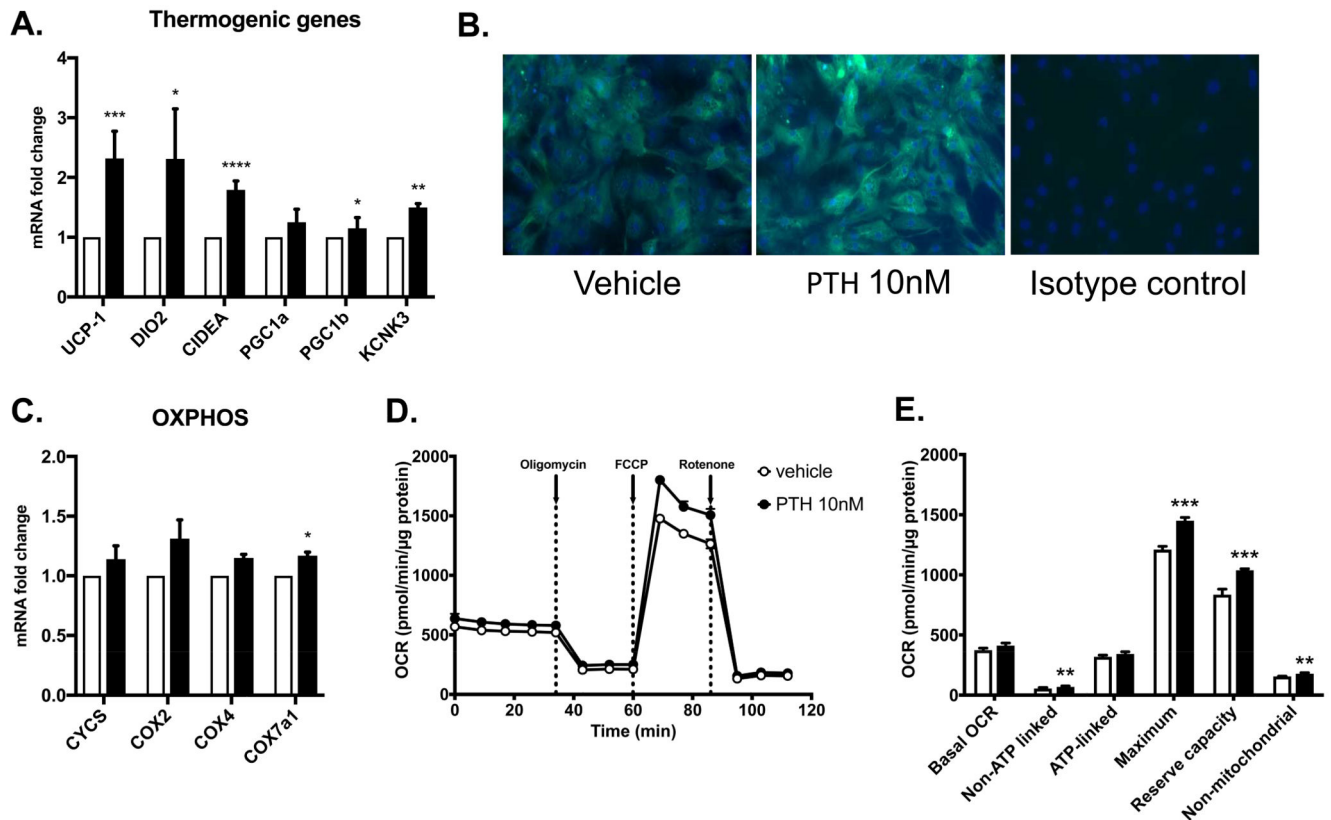 A.
Thermogenic genes
mRNA fold change
4
3
2
1
0
***
*
****
*
**
UCP-1
DIO2
CIDEA
PGC1a
PGC1b
KCNK3
B.
Vehicle
PTH 10nM
Isotype control
C.
OXPHOS
mRNA fold change
2.0
1.5
1.0
0.5
0.0
*
CYCS
COX2
COX4
COX7a1
D.
OCR (pmol/min/µg protein)
2000
1500
1000
500
0
Oligomycin
FCCP
Rotenone
vehicle
PTH 10nM
0 20 40 60 80 100 120
Time (min)
E.
OCR (pmol/min/µg protein)
2000
1500
1000
500
0
**
***
***
**
Basal OCR
Non-ATP linked
ATP-linked
Maximum
Reserve capacity
Non-mitochondrial